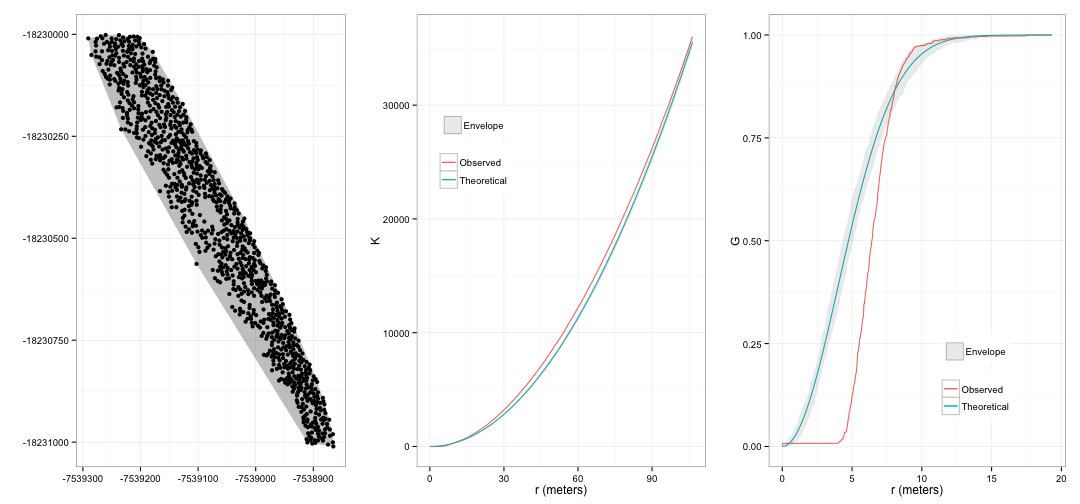 -18230000
-18230250
-18230500
-18230750
-18231000
-7539300 -7539200 -7539100 -7539000 -7538900
K
30000
20000
10000
0
Envelope
Observed
Theoretical
0 30 60 90
r (meters)
G
1.00
0.75
0.50
0.25
0.00
Envelope
Observed
Theoretical
0 5 10 15 20
r (meters)